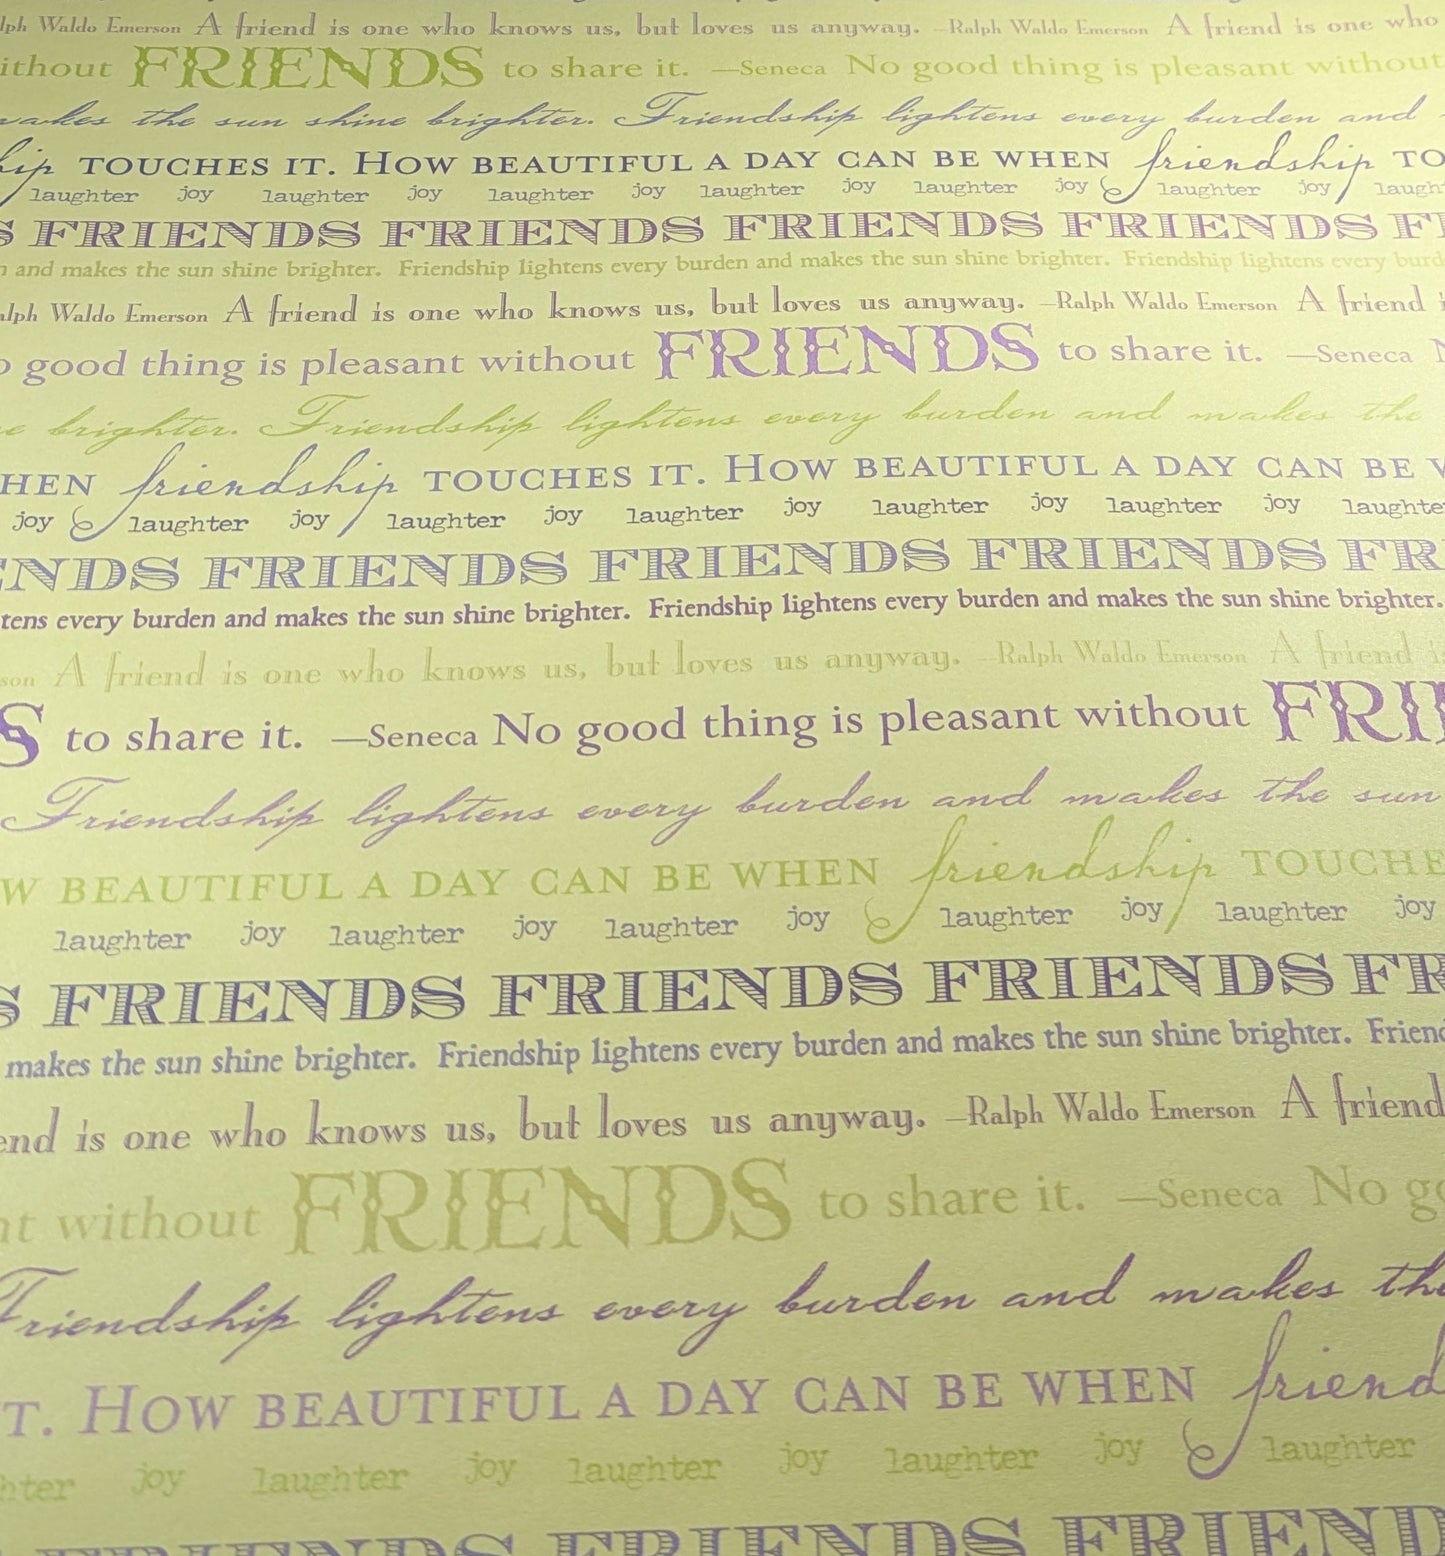 Ralph Waldo Emerson A friend is one who knows us, but loves us anyway. —Ralph Waldo Emerson A friend is one who
without FRIENDS to share it. —Seneca No good thing is pleasant without
makes the sun shine brighter. Friendship lightens every burden and
TOUCHES IT. HOW BEAUTIFUL A DAY CAN BE WHEN friendship TO
laughter joy laughter joy laughter joy laughter joy laughter joy laughter joy laugh
S FRIENDS FRIENDS FRIENDS FRIENDS F
and makes the sun shine brighter. Friendship lightens every burden and makes the sun shine brighter. Friendship lightens every burd
alph Waldo Emerson A friend is one who knows us, but loves us anyway. —Ralph Waldo Emerson A friend
o good thing is pleasant without FRIENDS to share it. —Seneca
e brighter. Friendship lightens every burden and makes the
HEN friendship TOUCHES IT. HOW BEAUTIFUL A DAY CAN BE W
joy laughter joy laughter joy laughter joy laughter joy laughter joy laughte
ENDS FRIENDS FRIENDS FRIENDS FR
tens every burden and makes the sun shine brighter. Friendship lightens every burden and makes the sun shine brighter.
son A friend is one who knows us, but loves us anyway. —Ralph Waldo Emerson A friend is
S to share it. —Seneca No good thing is pleasant without FRI
Friendship lightens every burden and makes the sun
W BEAUTIFUL A DAY CAN BE WHEN friendship TOUCHE
laughter joy laughter joy laughter joy laughter joy laughter joy
S FRIENDS FRIENDS FRIENDS FR
makes the sun shine brighter. Friendship lightens every burden and makes the sun shine brighter. Friend
end is one who knows us, but loves us anyway. —Ralph Waldo Emerson A friend
nt without FRIENDS to share it. —Seneca No go
Friendship lightens every burden and makes the
T. HOW BEAUTIFUL A DAY CAN BE WHEN friend
hter joy laughter joy laughter joy laughter joy laughter
FRIENDS FRIENDS FRIEND